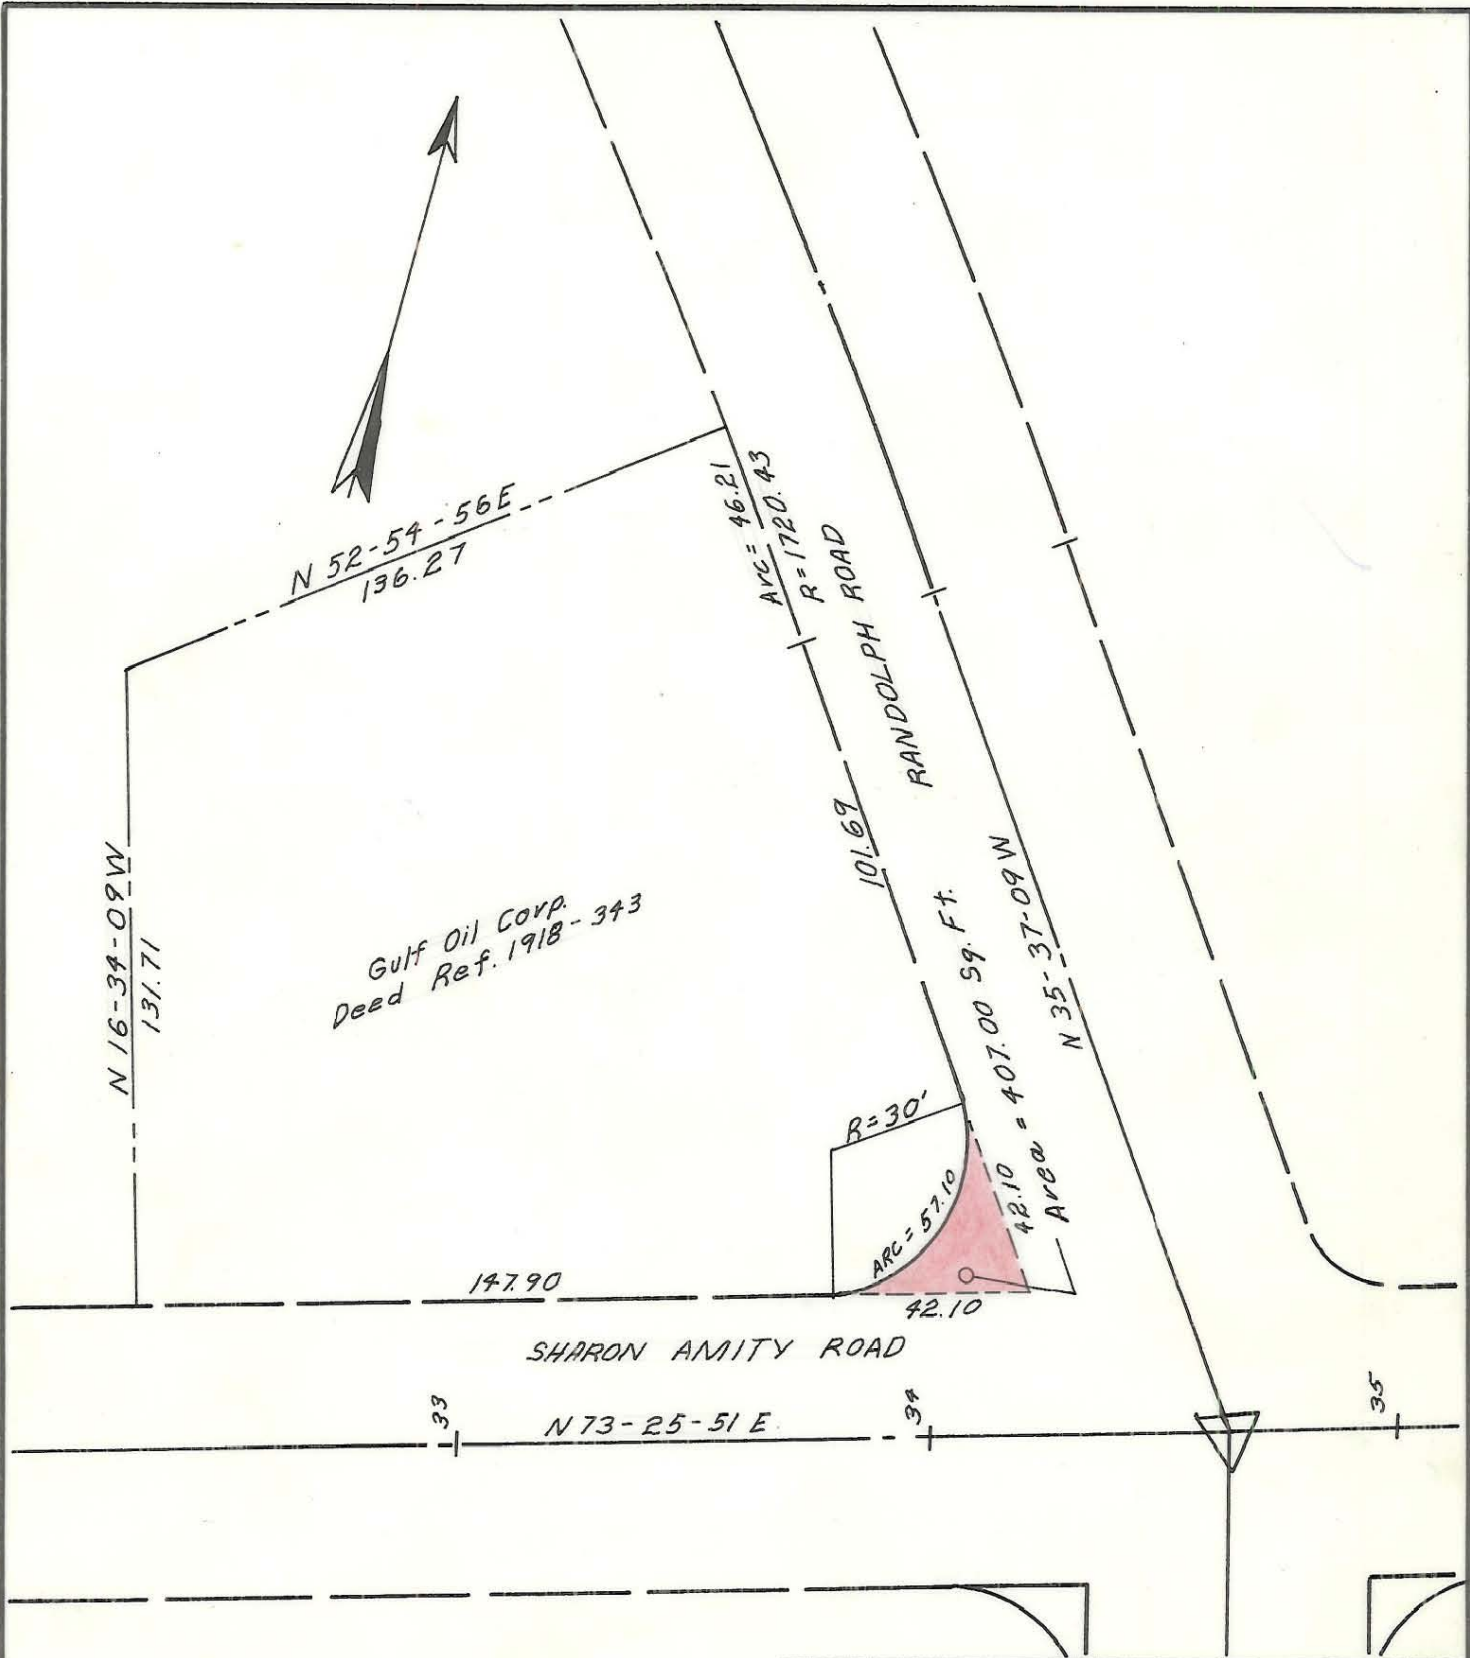 N 52-54-56E
136.27
Arc = 46.21
R = 1720.43
RANDOLPH ROAD
101.69
N 16-34-09W
131.71
Gulf Oil Corp.
Deed Ref. 1918-343
N 35-37-09W
Area = 407.00 Sq. Ft.
42.10
R=30'
ARC = 57.10
147.90
42.10
SHARON AMITY ROAD
33
N 73-25-51 E
34
35